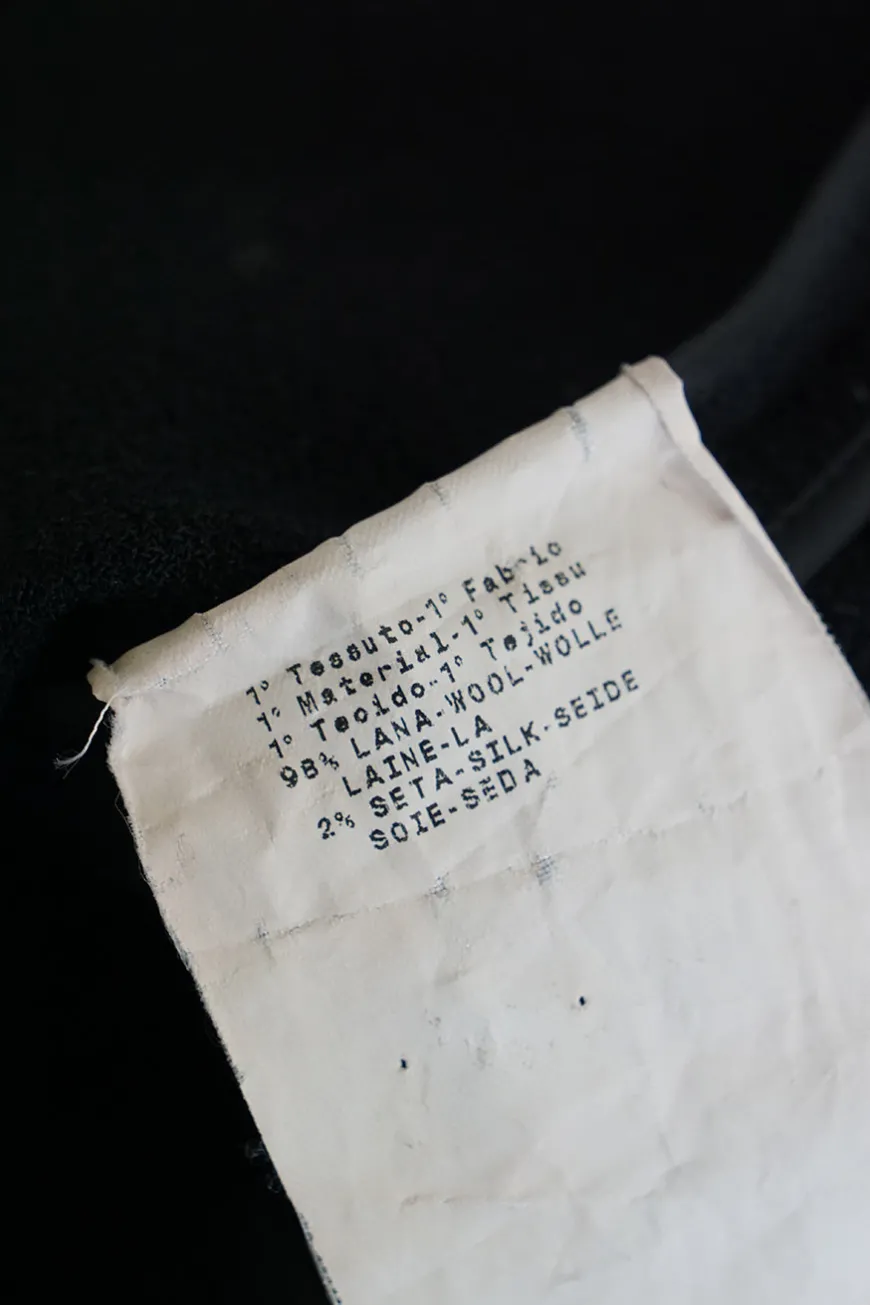 1° Tessuto-1° Fabric
1° Material-1° Tissu
1° Tecido-1° Tejido
98% LANA-WOOL-WOLLE
LAINE-LA
2% SETA-SILK-SEIDE
SOIE-SEDA